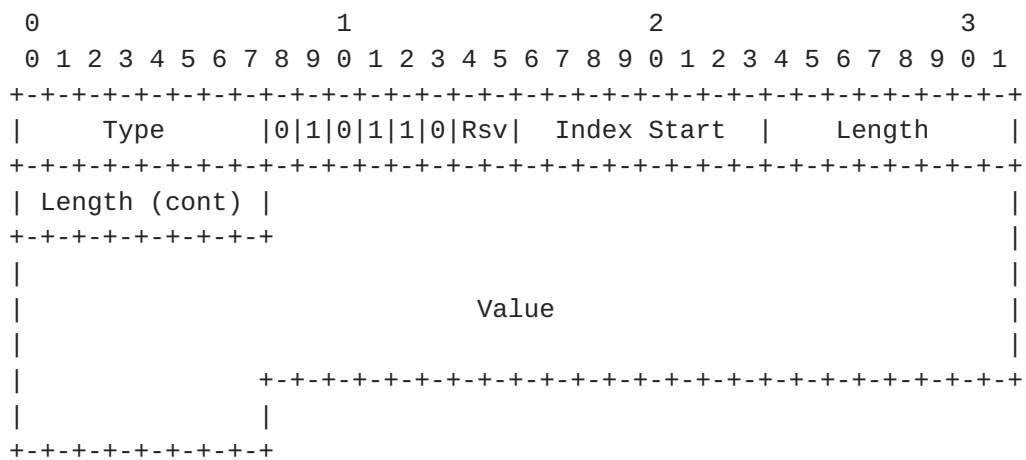 0                   1                   2                   3
 0 1 2 3 4 5 6 7 8 9 0 1 2 3 4 5 6 7 8 9 0 1 2 3 4 5 6 7 8 9 0 1
+-+-+-+-+-+-+-+-+-+-+-+-+-+-+-+-+-+-+-+-+-+-+-+-+-+-+-+-+-+-+-+-+
|     Type      |0|1|0|1|1|0|Rsv|  Index Start  |    Length     |
+-+-+-+-+-+-+-+-+-+-+-+-+-+-+-+-+-+-+-+-+-+-+-+-+-+-+-+-+-+-+-+-+
| Length (cont) |                                               |
+-+-+-+-+-+-+-+-+                                               |
|                                                               |
|                             Value                             |
|                                                               |
|               +-+-+-+-+-+-+-+-+-+-+-+-+-+-+-+-+-+-+-+-+-+-+-+-+
|               |
+-+-+-+-+-+-+-+-+